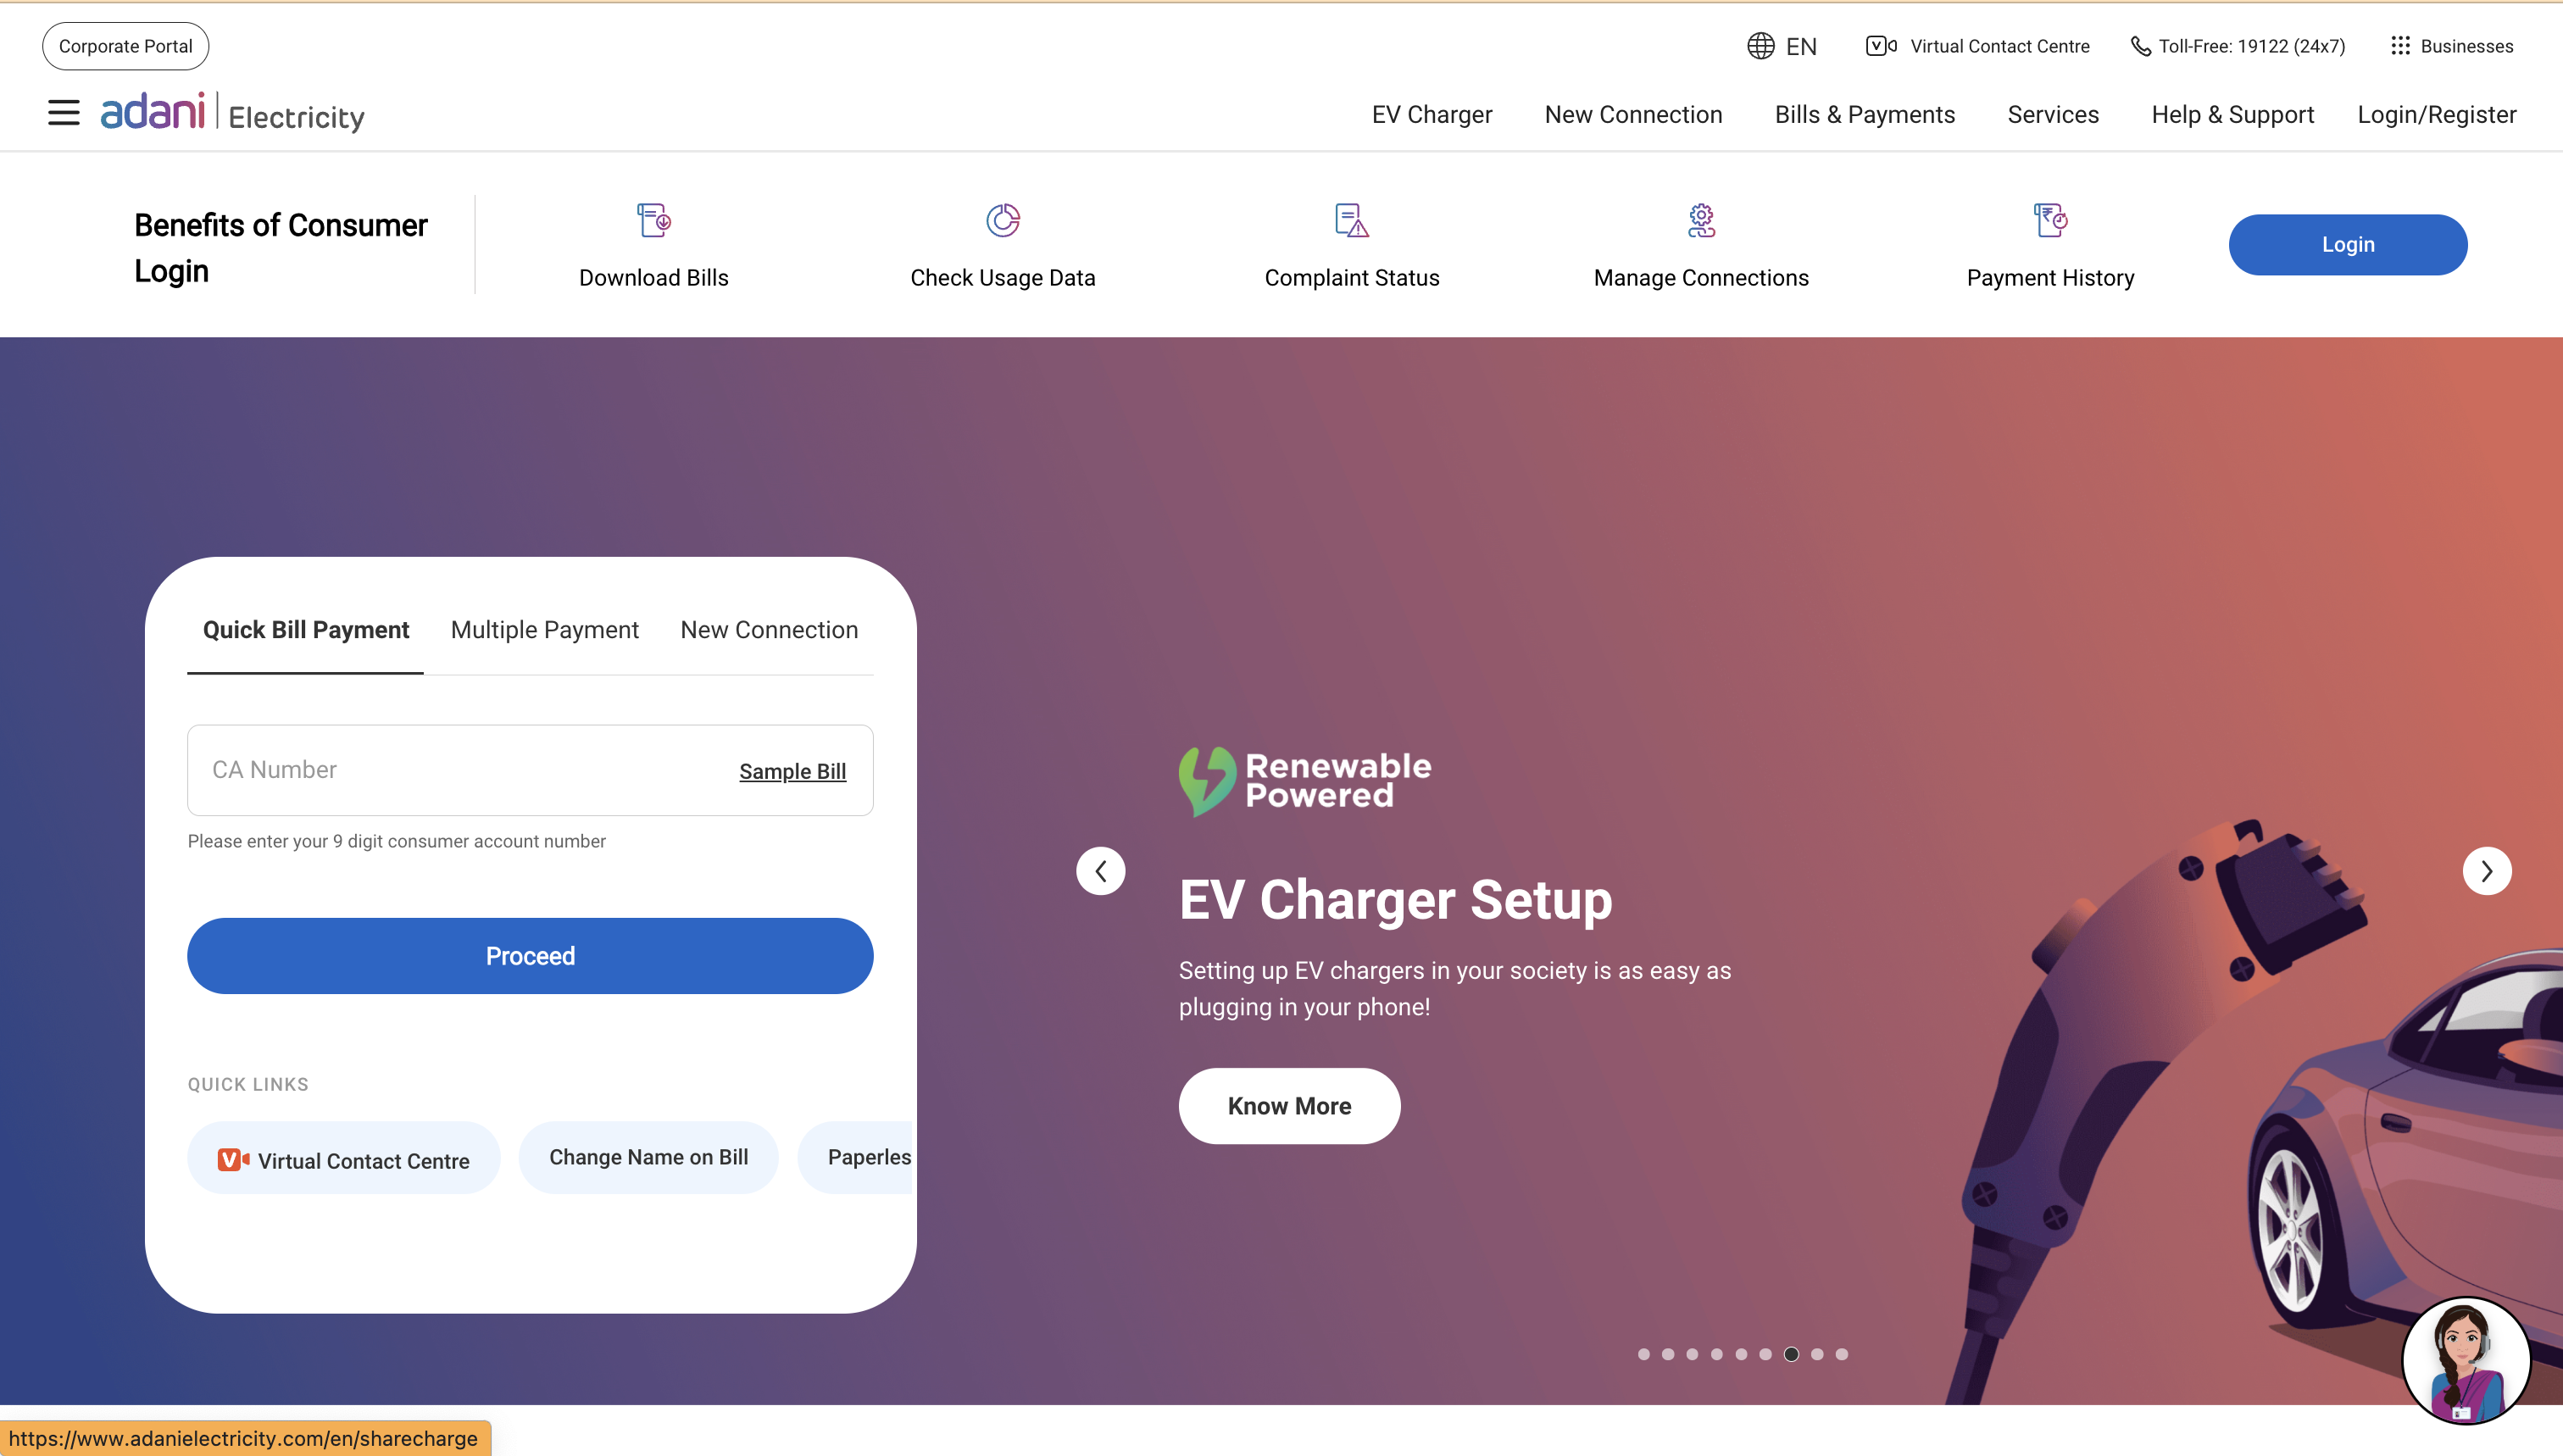 Corporate Portal
EN
Virtual Contact Centre
Toll-Free: 19122 (24x7)
Businesses
adani | Electricity
EV Charger
New Connection
Bills & Payments
Services
Help & Support
Login/Register
Benefits of Consumer
Login
Download Bills
Check Usage Data
Complaint Status
Manage Connections
Payment History
Login
Quick Bill Payment
Multiple Payment
New Connection
CA Number
Sample Bill
Please enter your 9 digit consumer account number
Proceed
QUICK LINKS
Virtual Contact Centre
Change Name on Bill
Paperles
Renewable
Powered
EV Charger Setup
Setting up EV chargers in your society is as easy as
plugging in your phone!
Know More
https://www.adanielectricity.com/en/sharecharge